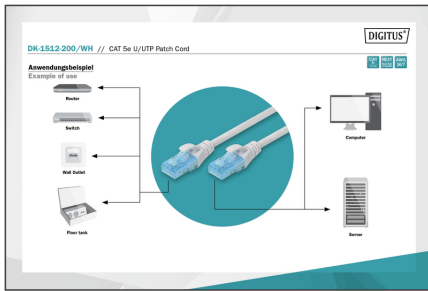 DIGITUS®
DK-1512-200/WH // CAT 5e U/UTP Patch Cord
Anwendungsbeispiel
Example of use
Router
Switch
Wall Outlet
Floor tank
Computer
Server